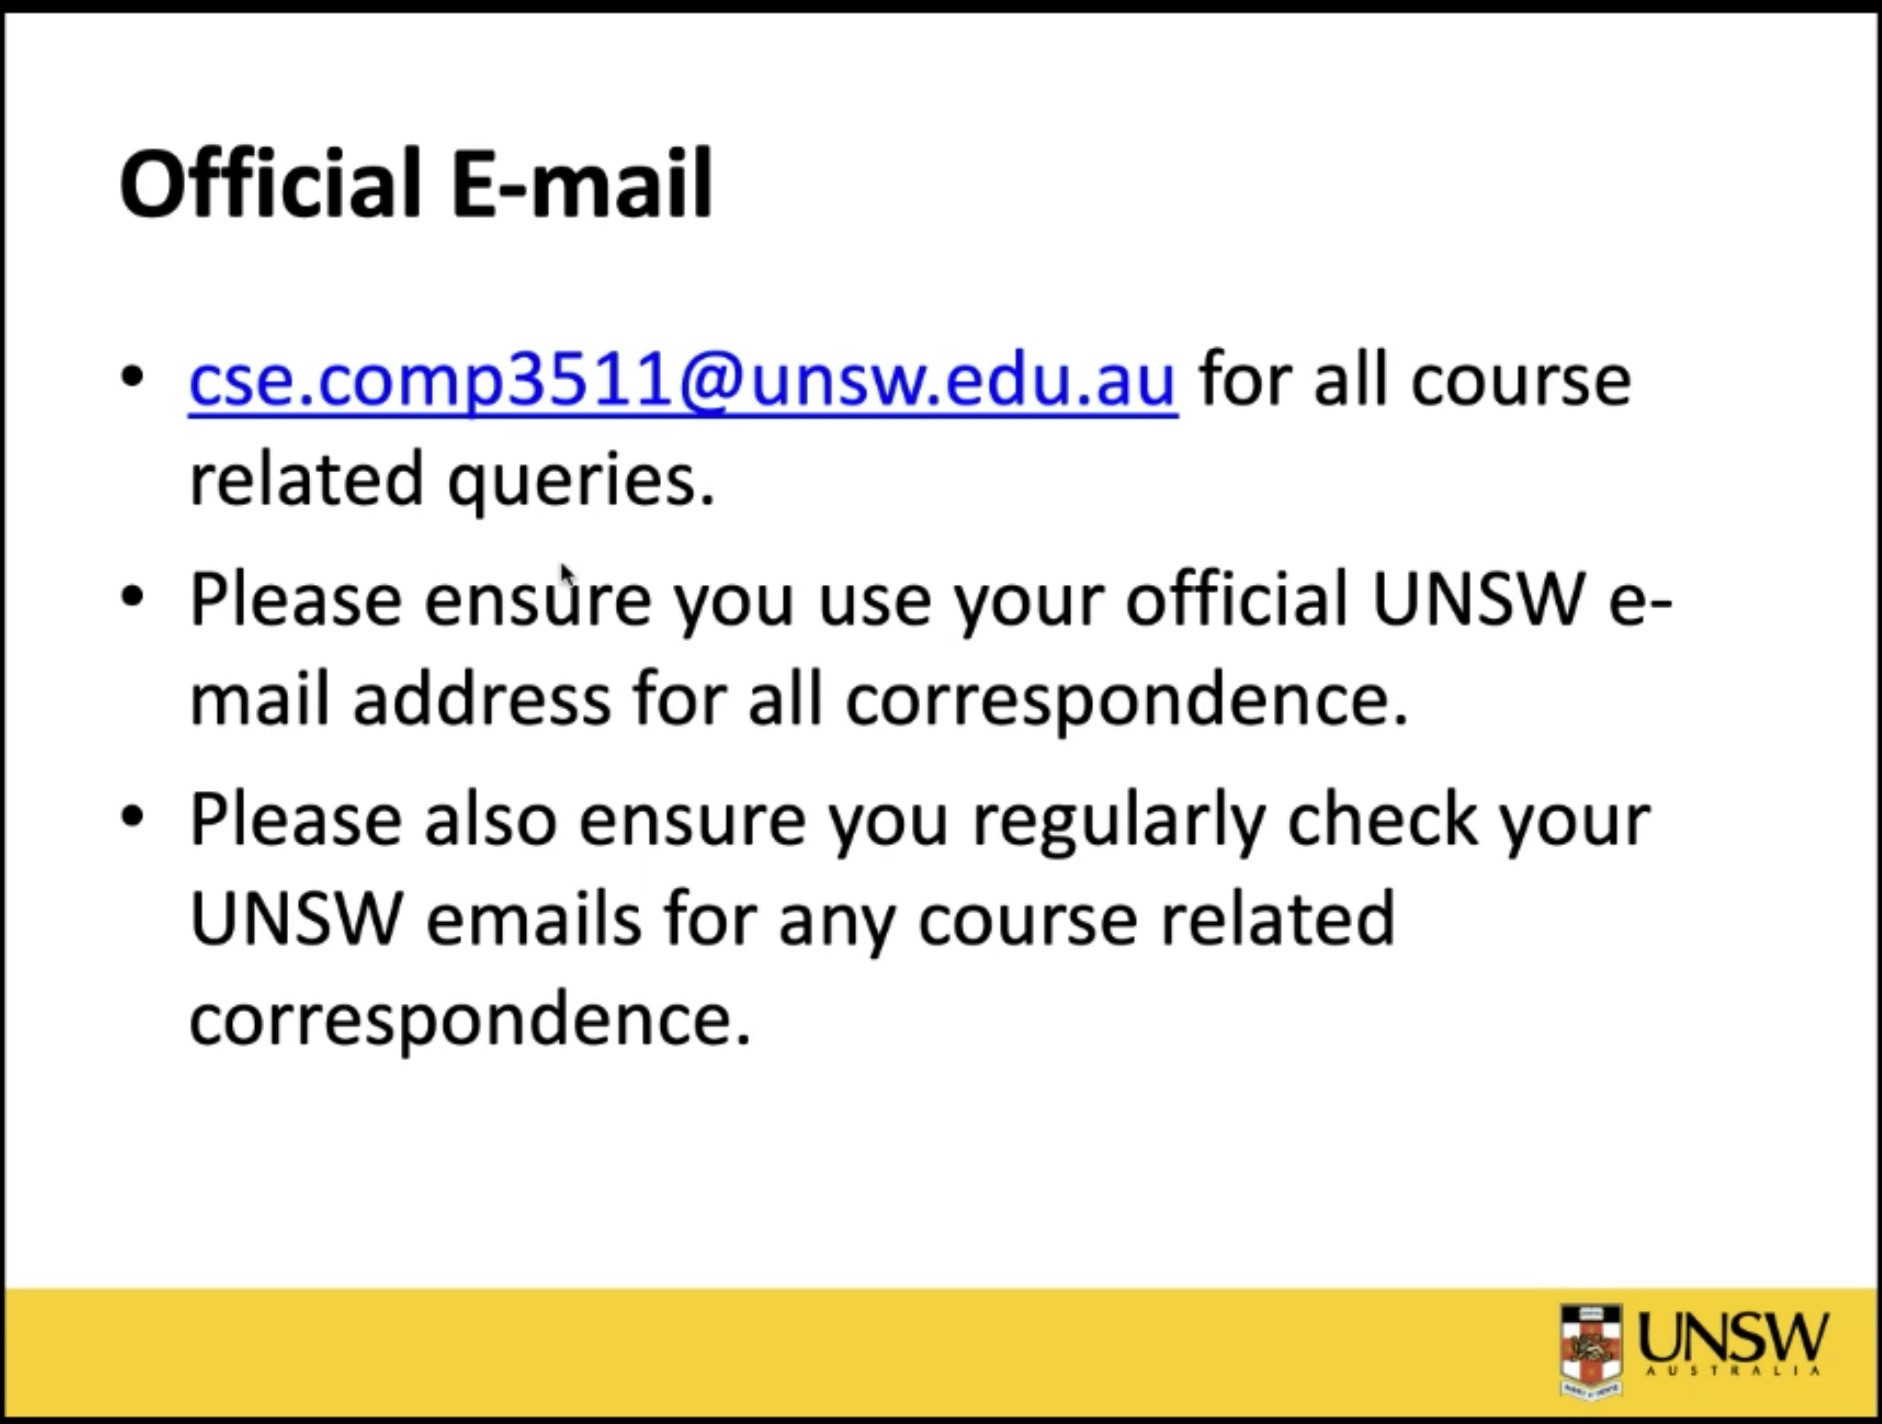 Official E-mail
• cse.comp3511@unsw.edu.au for all course
related queries.
• Please ensure you use your official UNSW e-
mail address for all correspondence.
• Please also ensure you regularly check your
UNSW emails for any course related
correspondence.
UNSW
AUSTRALIA